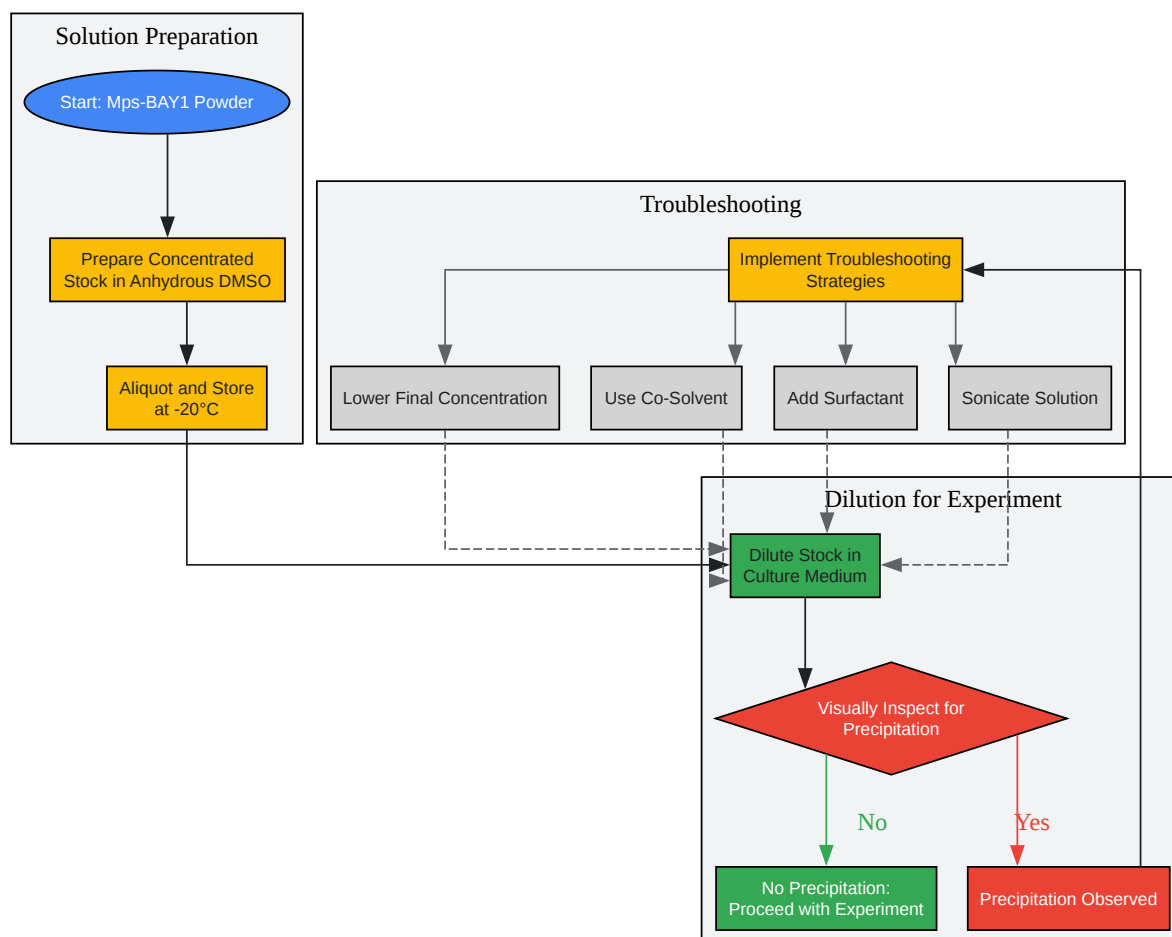 Solution Preparation
Start: Mps-BAY1 Powder
Prepare Concentrated
Stock in Anhydrous DMSO
Aliquot and Store
at -20°C
Troubleshooting
Implement Troubleshooting
Strategies
Lower Final Concentration
Use Co-Solvent
Add Surfactant
Sonicate Solution
Dilution for Experiment
Dilute Stock in
Culture Medium
Visually Inspect for
Precipitation
No
Yes
No Precipitation:
Proceed with Experiment
Precipitation Observed